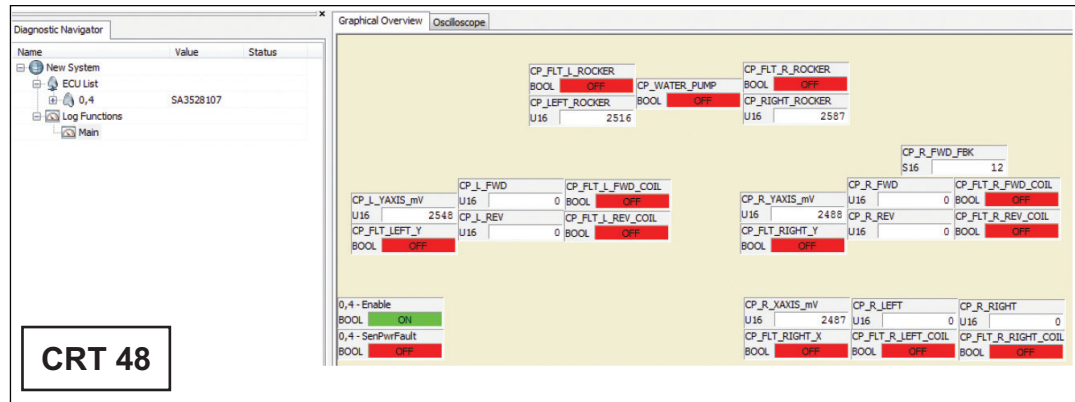 Diagnostic Navigator
×
Name Value Status
New System
ECU List
0,4 SA3528107
Log Functions
Main
Graphical Overview Oscilloscope
CP_FLT_L_ROCKER
BOOL OFF
CP_LEFT_ROCKER
U16 2516
CP_WATER_PUMP
BOOL OFF
CP_FLT_R_ROCKER
BOOL OFF
CP_RIGHT_ROCKER
U16 2587
CP_R_FWD_FBK
S16 12
CP_L_YAXIS_mV
U16 2548
CP_FLT_LEFT_Y
BOOL OFF
CP_L_FWD
U16 0
CP_L_REV
U16 0
CP_FLT_L_FWD_COIL
BOOL OFF
CP_FLT_L_REV_COIL
BOOL OFF
CP_R_YAXIS_mV
U16 2488
CP_FLT_RIGHT_Y
BOOL OFF
CP_R_FWD
U16 0
CP_R_REV
U16 0
CP_FLT_R_FWD_COIL
BOOL OFF
CP_FLT_R_REV_COIL
BOOL OFF
0,4 - Enable
BOOL ON
0,4 - SenPwrFault
BOOL OFF
CP_R_XAXIS_mV
U16 2487
CP_FLT_RIGHT_X
BOOL OFF
CP_R_LEFT
U16 0
CP_FLT_R_LEFT_COIL
BOOL OFF
CP_R_RIGHT
U16 0
CP_FLT_R_RIGHT_COIL
BOOL OFF
CRT 48